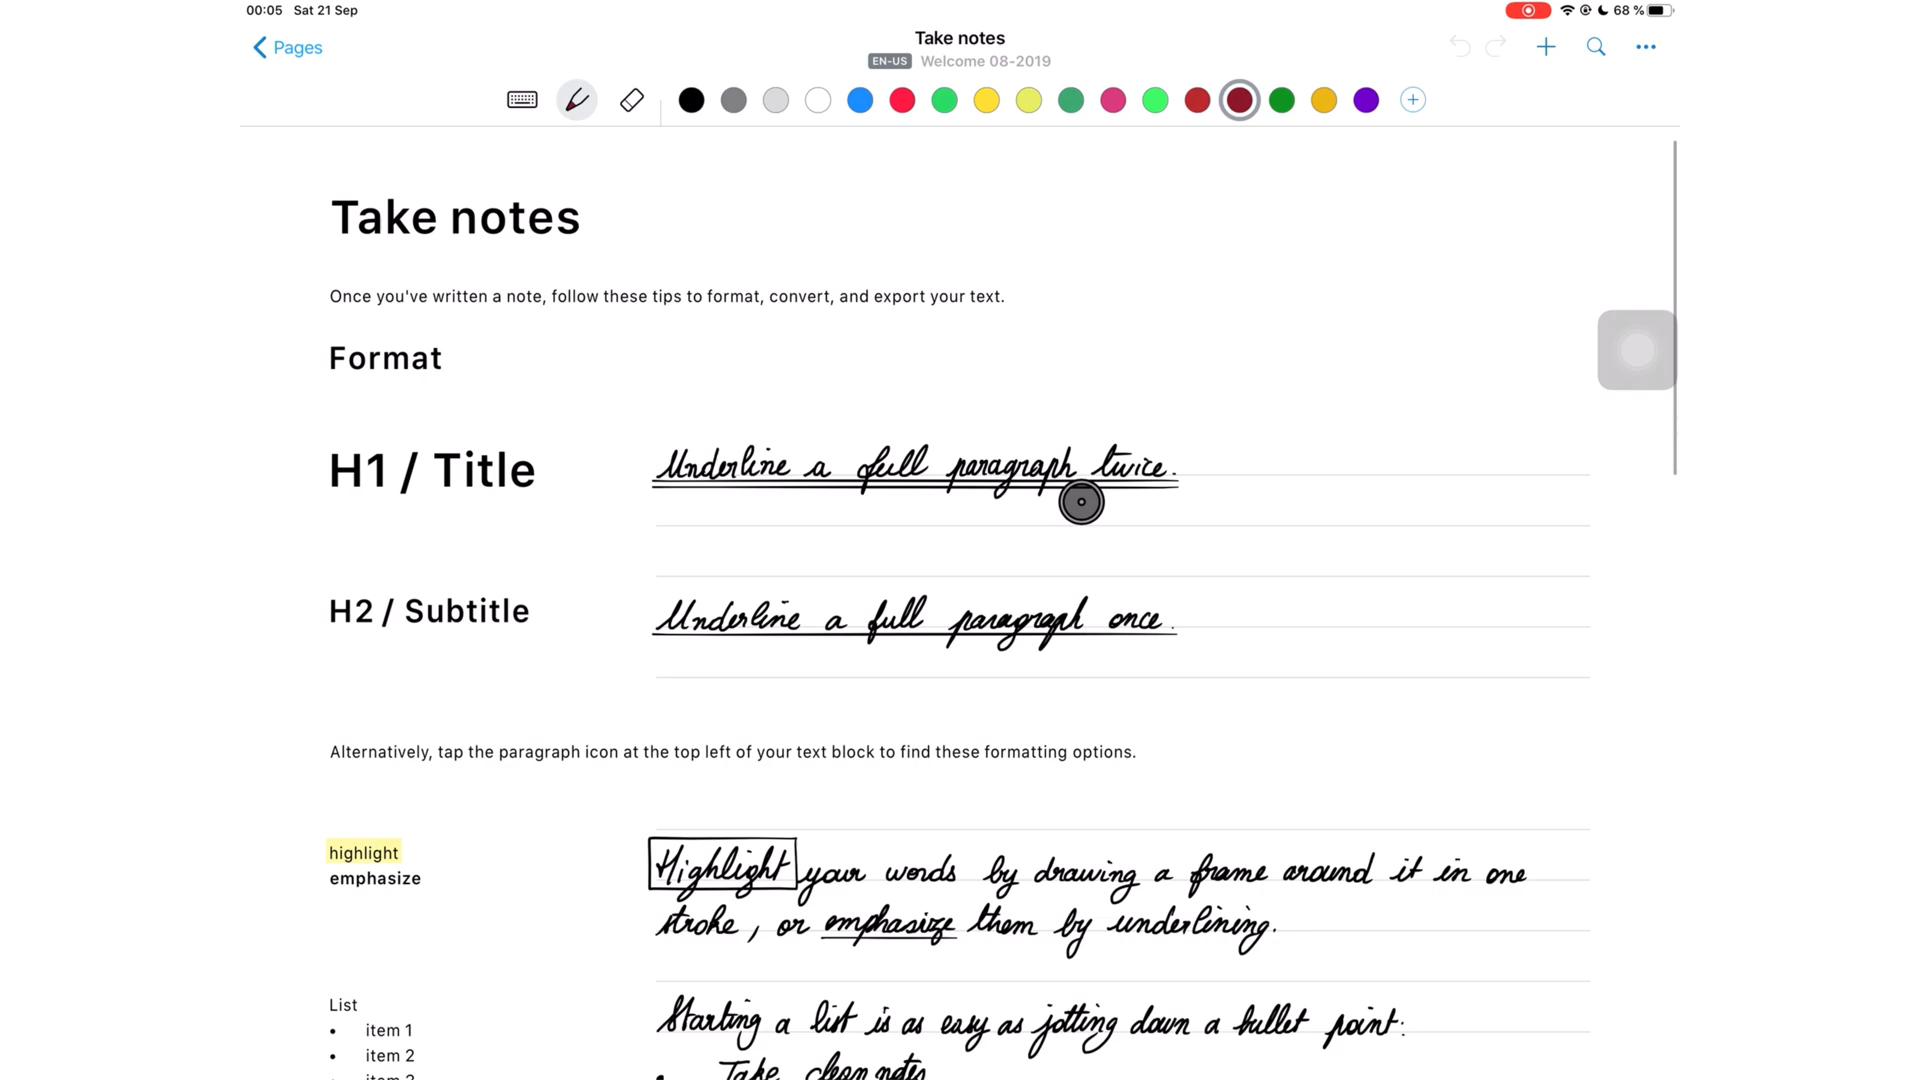 00:05 Sat 21 Sep
68 %
Pages
Take notes
EN-US Welcome 08-2019
Take notes
Once you've written a note, follow these tips to format, convert, and export your text.
Format
H1 / Title
Underline a full paragraph twice.
H2 / Subtitle
Underline a full paragraph once.
Alternatively, tap the paragraph icon at the top left of your text block to find these formatting options.
highlight
emphasize
Highlight your words by drawing a frame around it in one
stroke, or emphasize them by underlining.
List
• item 1
• item 2
item 3
Starting a list is as easy as jotting down a bullet point:
• Take clean notes